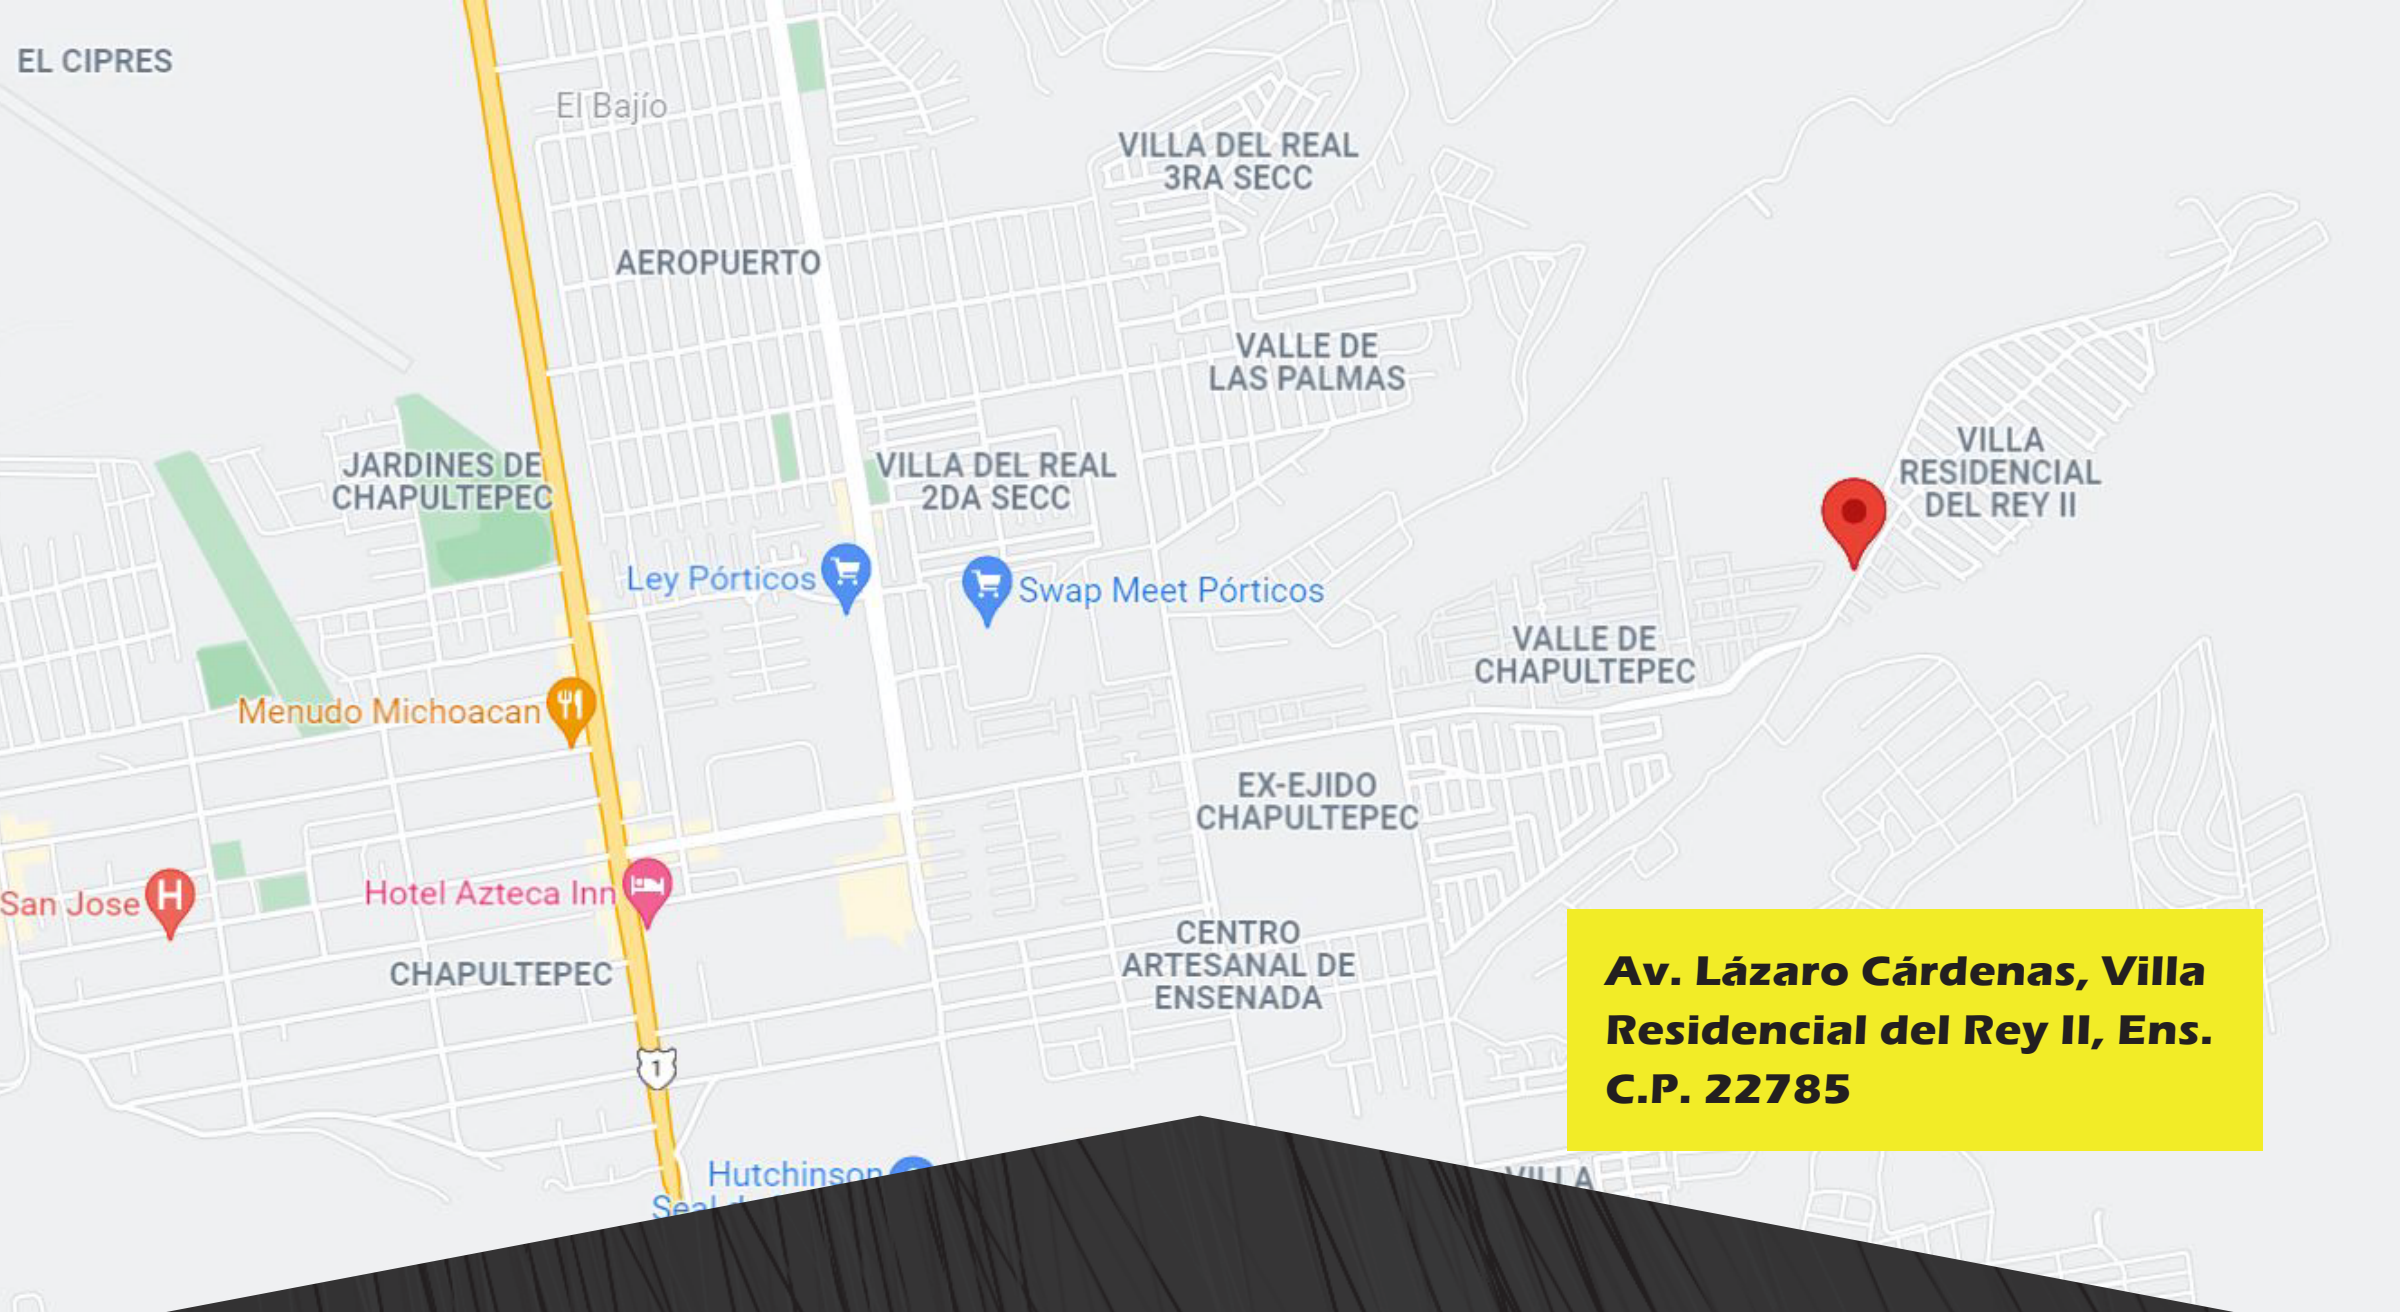 EL CIPRES
El Bajío
VILLA DEL REAL
3RA SECC
AEROPUERTO
VALLE DE
LAS PALMAS
JARDINES DE
CHAPULTEPEC
VILLA DEL REAL
2DA SECC
VILLA
RESIDENCIAL
DEL REY II
Ley Pórticos
Swap Meet Pórticos
VALLE DE
CHAPULTEPEC
Menudo Michoacan
EX-EJIDO
CHAPULTEPEC
San Jose
H
Hotel Azteca Inn
CHAPULTEPEC
CENTRO
ARTESANAL DE
ENSENADA
1
Av. Lázaro Cárdenas, Villa
Residencial del Rey II, Ens.
C.P. 22785
Hutchinson
Seal
VILLA